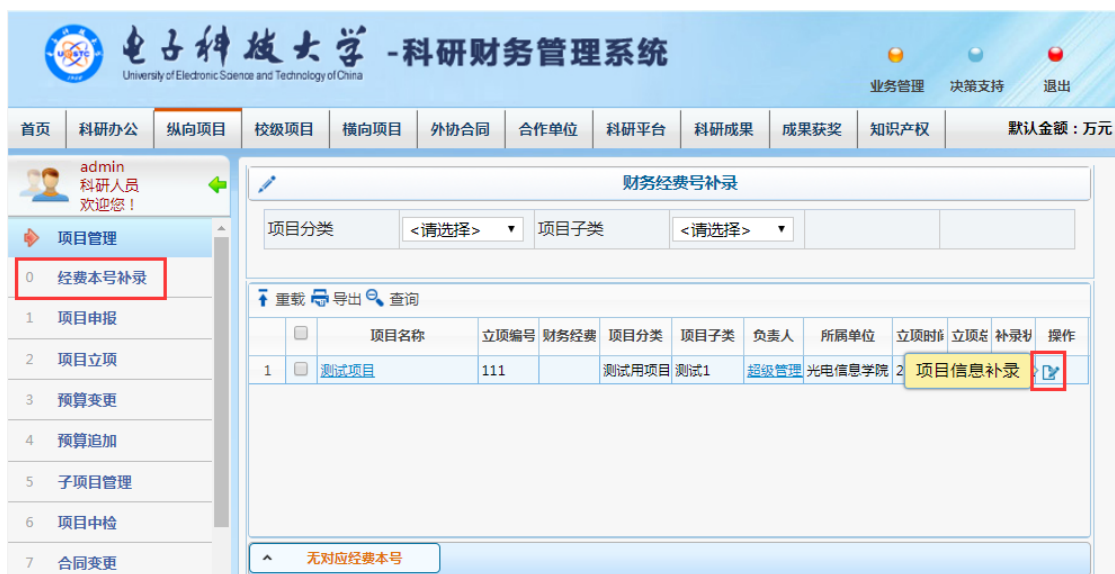 电子科技大学 -科研财务管理系统
University of Electronic Science and Technology of China
业务管理 决策支持 退出
首页 科研办公 纵向项目 校级项目 横向项目 外协合同 合作单位 科研平台 科研成果 成果获奖 知识产权 默认金额：万元
admin
科研人员
欢迎您！
财务经费号补录
项目分类 <请选择> 项目子类 <请选择>
项目管理
0 经费本号补录
1 项目申报
2 项目立项
3 预算变更
4 预算追加
5 子项目管理
6 项目中检
7 合同变更
重载 导出 查询
项目名称 立项编号 财务经费 项目分类 项目子类 负责人 所属单位 立项时 立项总 补录状 操作
1 测试项目 111 测试用项目 测试1 超级管理 光电信息学院 2
项目信息补录
无对应经费本号